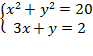 x² + y² = 20
3x + y = 2